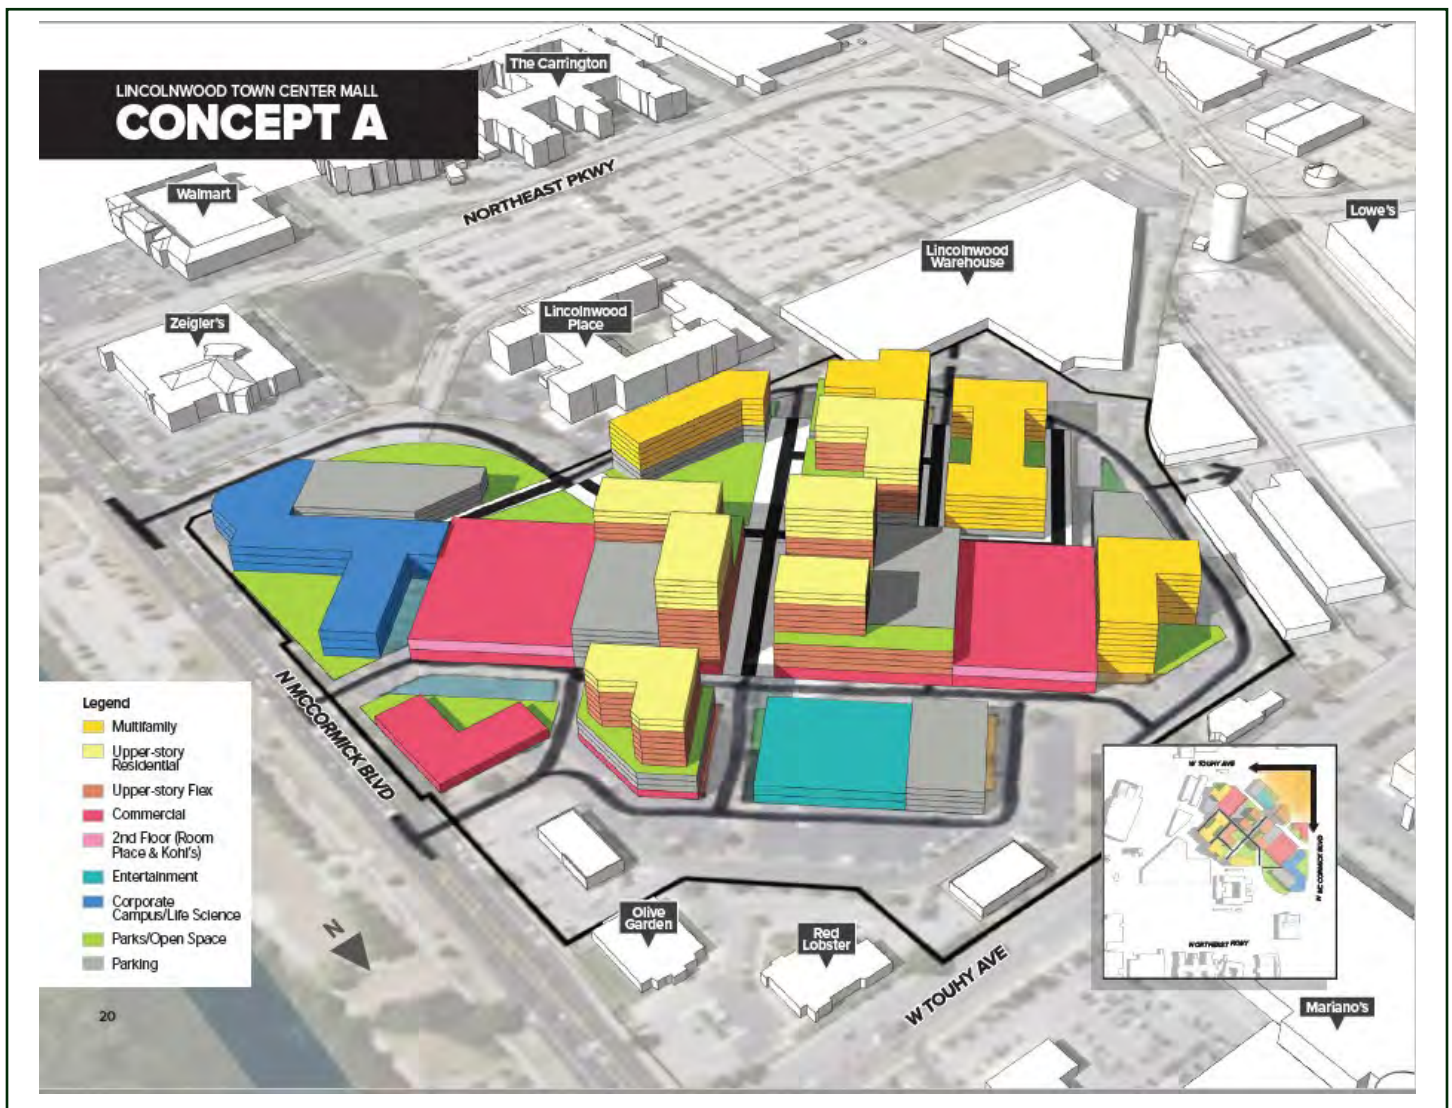 LINCOLNWOOD TOWN CENTER MALL
CONCEPT A
The Carrington
Walmart
NORTHEAST PKWY
Lowe's
Lincolnwood
Warehouse
Zeigler's
Lincolnwood
Place
N MCCORMICK BLVD
Legend
Multifamily
Upper-story
Residential
Upper-story Flex
Commercial
2nd Floor (Room
Place & Kohl's)
Entertainment
Corporate
Campus/Life Science
Parks/Open Space
Parking
N
Olive
Garden
Red
Lobster
W TOUHY AVE
W TOUHY AVE
N MCCORMICK BLVD
NORTHEAST PKWY
Mariano's
20